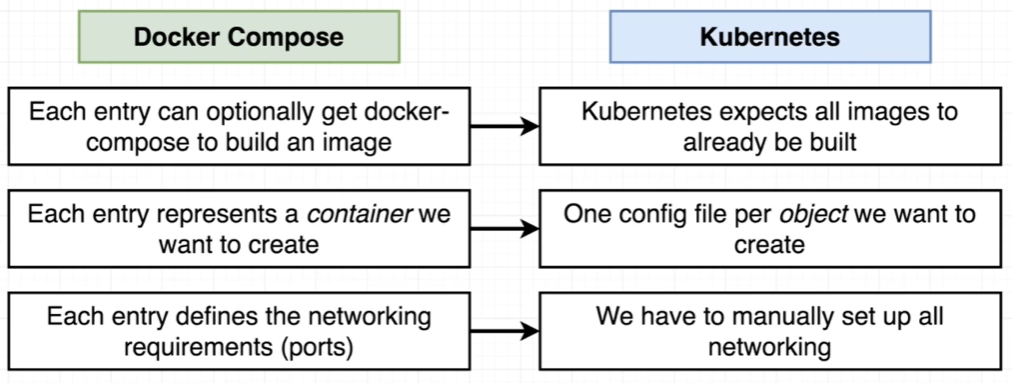 Docker Compose
Kubernetes
Each entry can optionally get docker-
compose to build an image
Kubernetes expects all images to
already be built
Each entry represents a container we
want to create
One config file per object we want to
create
Each entry defines the networking
requirements (ports)
We have to manually set up all
networking